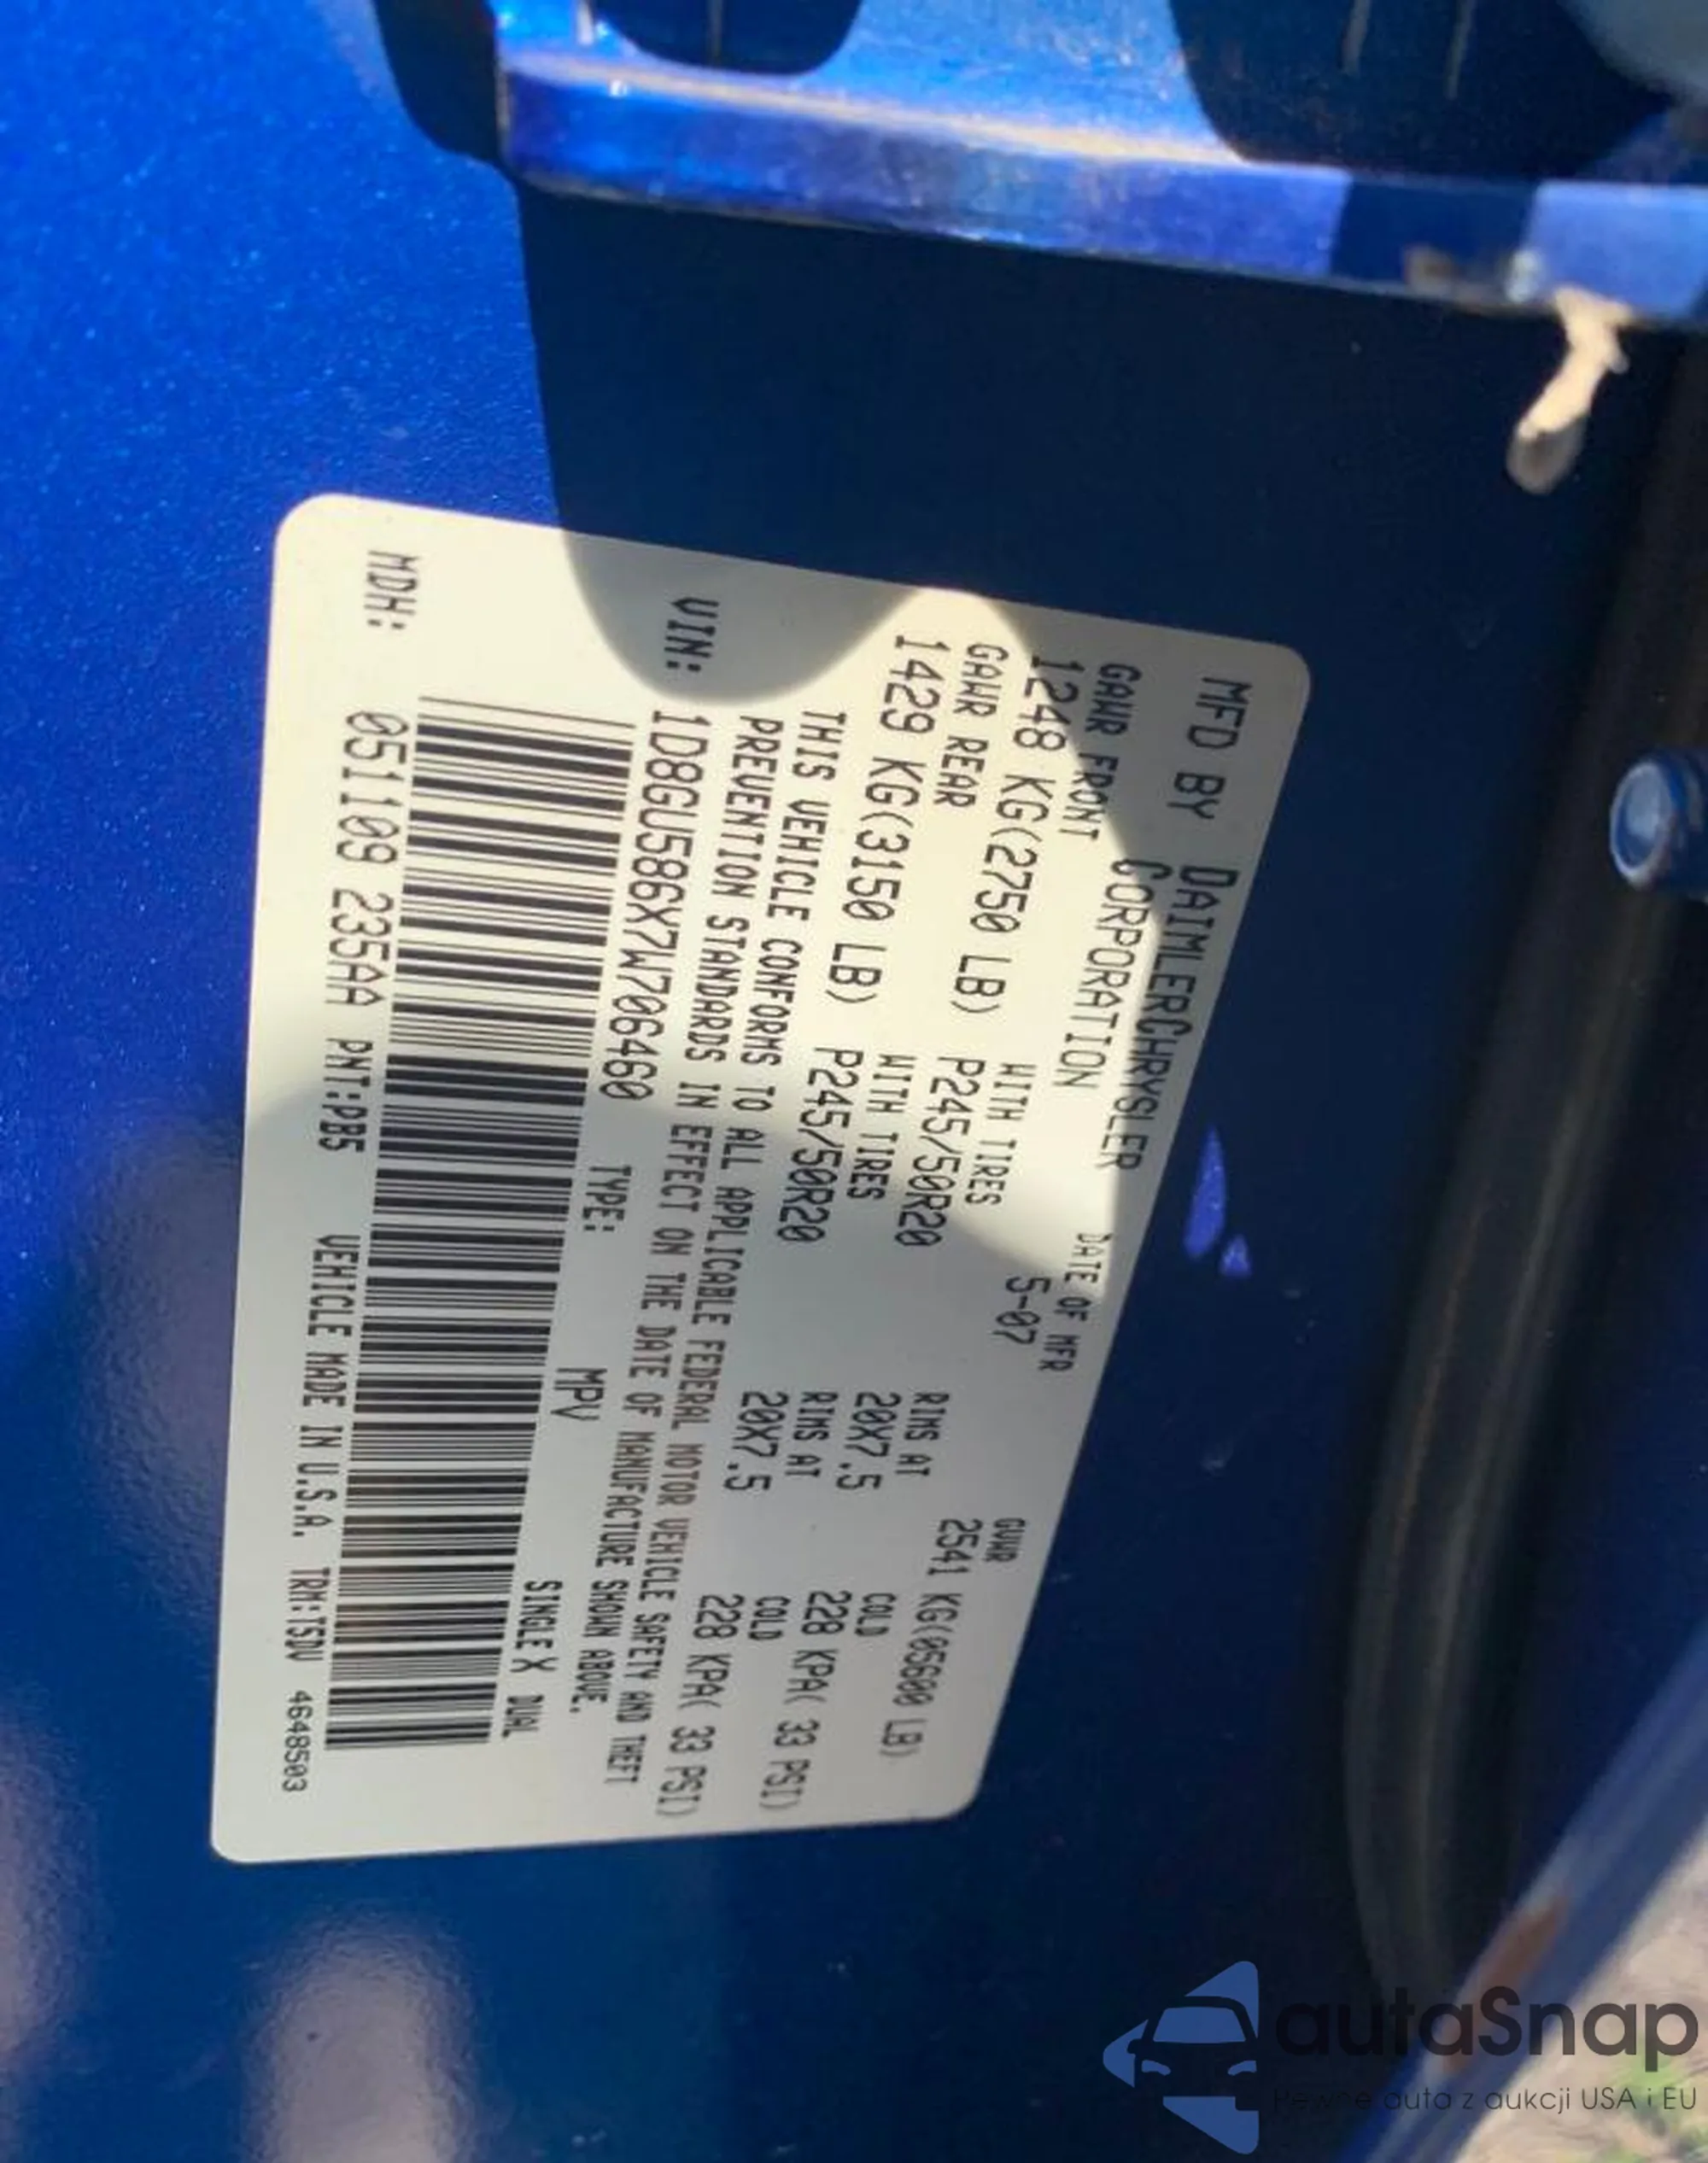 MFD BY DAIMLERCHRYSLER CORPORATION
DATE OF MFR 5-07
GVWR 2541 KG(05600 LB)
GAWR FRONT WITH TIRES RIMS AT COLD
1248 KG(2750 LB) P245/50R20 20X7.5 228 KPA( 33 PSI)
GAWR REAR WITH TIRES RIMS AT COLD
1429 KG(3150 LB) P245/50R20 20X7.5 228 KPA( 33 PSI)
THIS VEHICLE CONFORMS TO ALL APPLICABLE FEDERAL MOTOR VEHICLE SAFETY AND THEFT
PREVENTION STANDARDS IN EFFECT ON THE DATE OF MANUFACTURE SHOWN ABOVE.
VIN: 1D8GU586X7W706460 TYPE: MPV SINGLE X DUAL
MDH: 051109 235AA PNT:PB5 VEHICLE MADE IN U.S.A. TRM:T5DV 4648503
autaSnap
Pewne auta z aukcji USA i EU